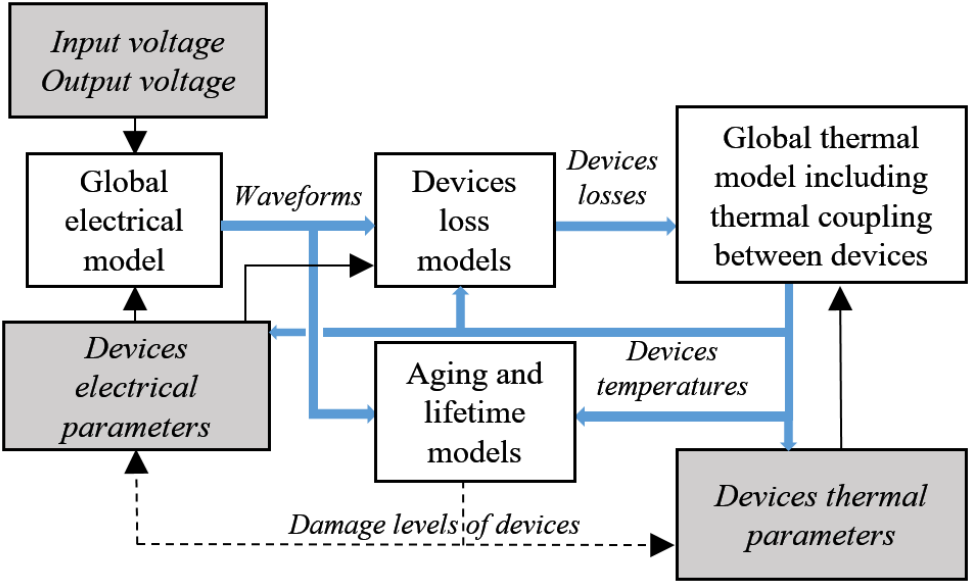 Input voltage
Output voltage
Global
electrical
model
Waveforms
Devices
loss
models
Devices
losses
Global thermal
model including
thermal coupling
between devices
Devices
electrical
parameters
Aging and
lifetime
models
Devices
temperatures
Damage levels of devices
Devices thermal
parameters